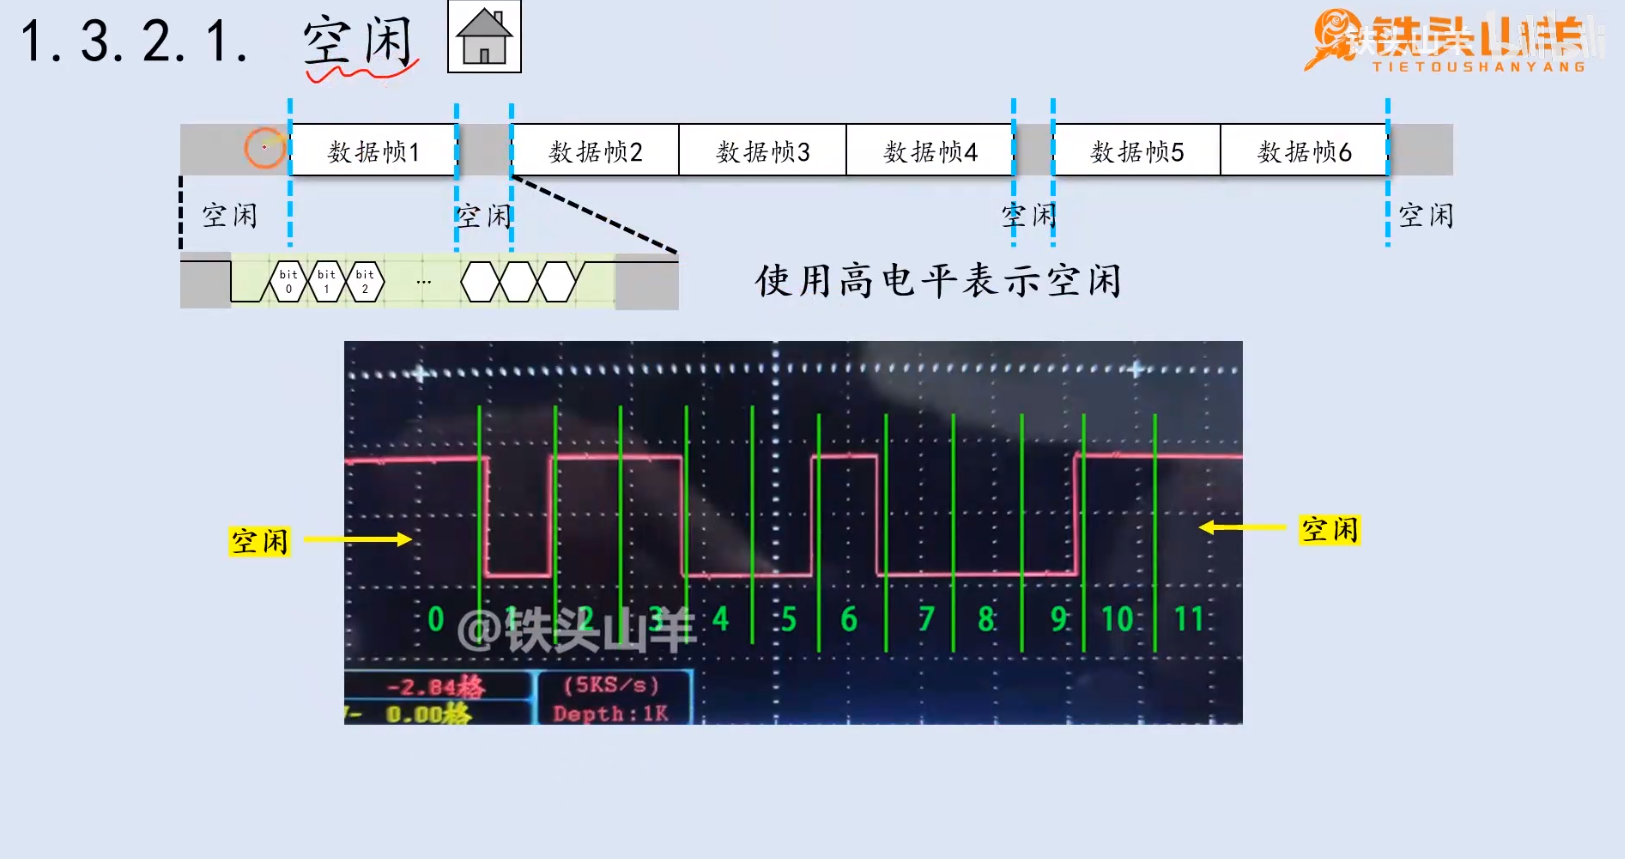 1.3.2.1. 空闲
铁头山羊
TIETOUSHANYANG
数据帧1 数据帧2 数据帧3 数据帧4 数据帧5 数据帧6
空闲 空闲 空闲 空闲
bit 0 bit 1 bit 2 ...
使用高电平表示空闲
空闲 空闲
0 1 2 3 4 5 6 7 8 9 10 11
@铁头山羊
-2.84格 (5KS/s)
0.00格 Depth:1K